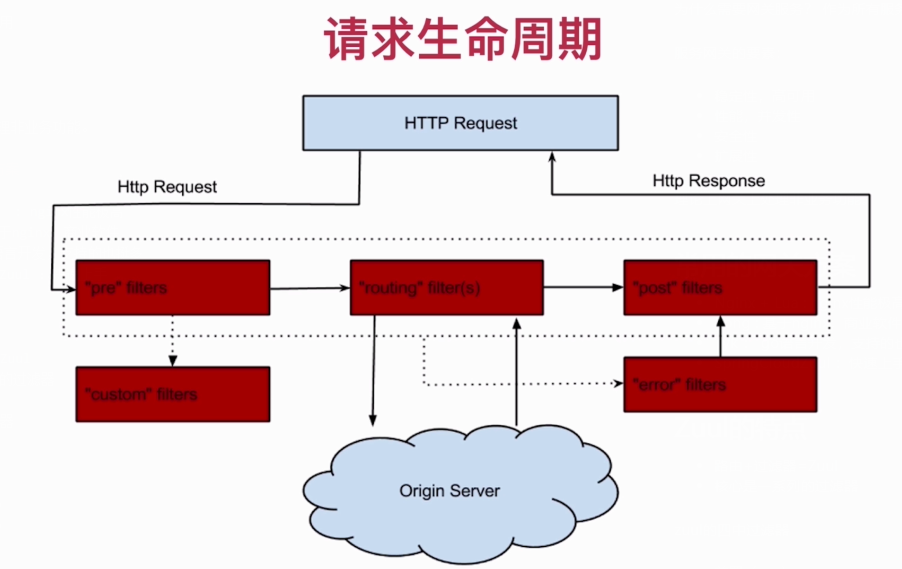 请求生命周期
HTTP Request
Http Request
Http Response
"pre" filters
"routing" filter(s)
"post" filters
"custom" filters
"error" filters
Origin Server